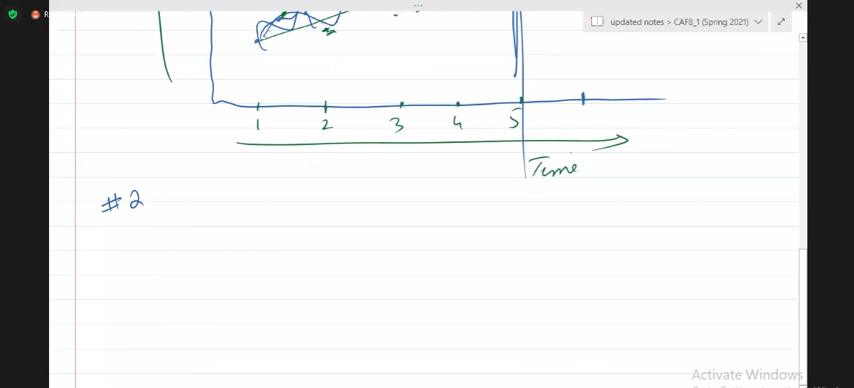 updated notes > CAF8_1 (Spring 2021)
1 2 3 4 5
Time
#2
Activate Windows